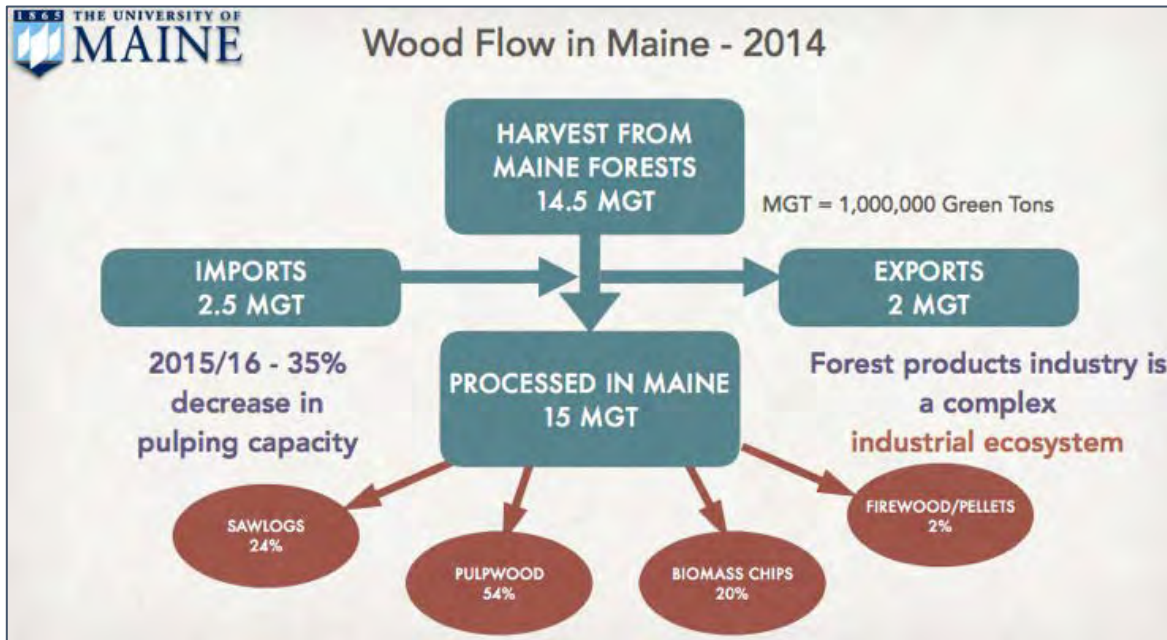 1865 THE UNIVERSITY OF
MAINE
Wood Flow in Maine - 2014
HARVEST FROM
MAINE FORESTS
14.5 MGT
MGT = 1,000,000 Green Tons
IMPORTS
2.5 MGT
EXPORTS
2 MGT
2015/16 - 35%
decrease in
pulping capacity
PROCESSED IN MAINE
15 MGT
Forest products industry is
a complex
industrial ecosystem
SAWLOGS
24%
PULPWOOD
54%
BIOMASS CHIPS
20%
FIREWOOD/PELLETS
2%